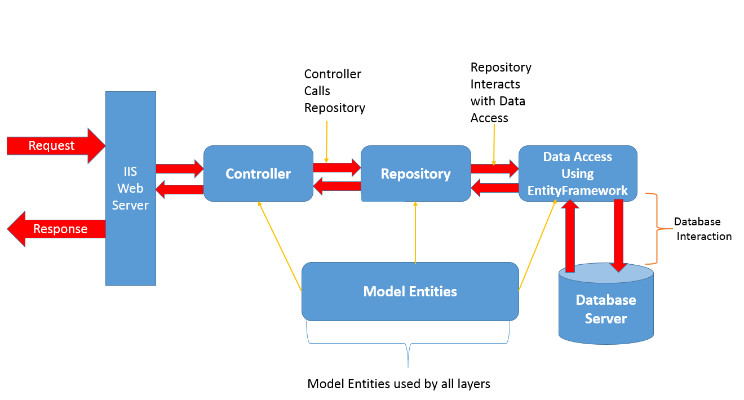 Controller
Calls
Repository
Repository
Interacts
with Data
Access
Request
Response
IIS
Web
Server
Controller
Repository
Data Access
Using
EntityFramework
Database
Interaction
Model Entities
Database
Server
Model Entities used by all layers